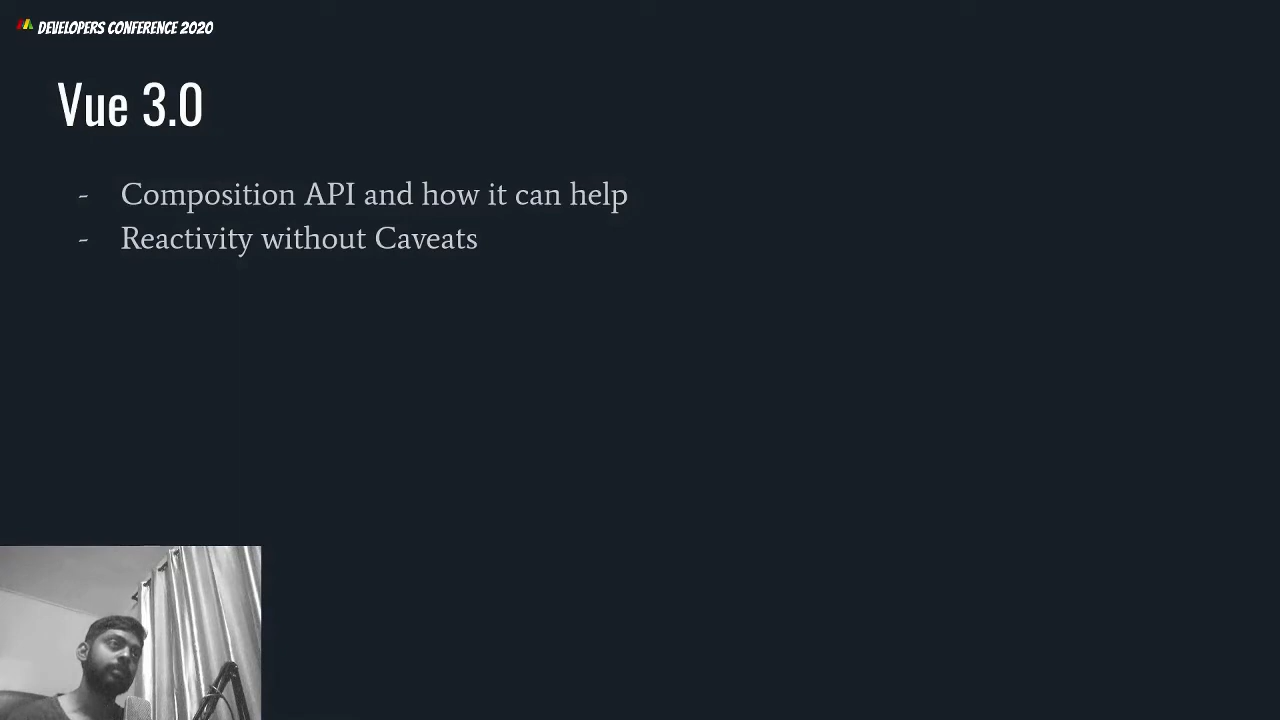 DEVELOPERS CONFERENCE 2020
Vue 3.0
- Composition API and how it can help
- Reactivity without Caveats